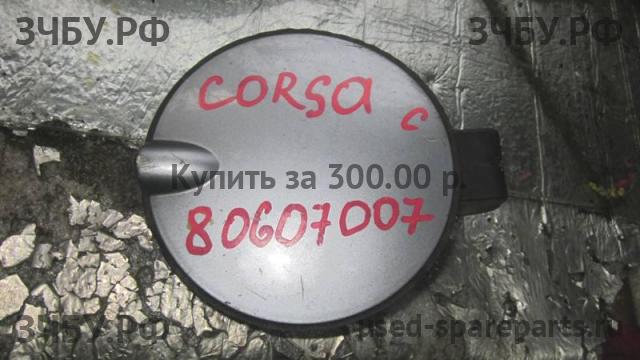 ЗЧБУ.РФ ЗЧБУ.РФ
CORSA C
Купить за 300.00 р.
80607007
ЗЧБУ.РФ used-spareparts.ru